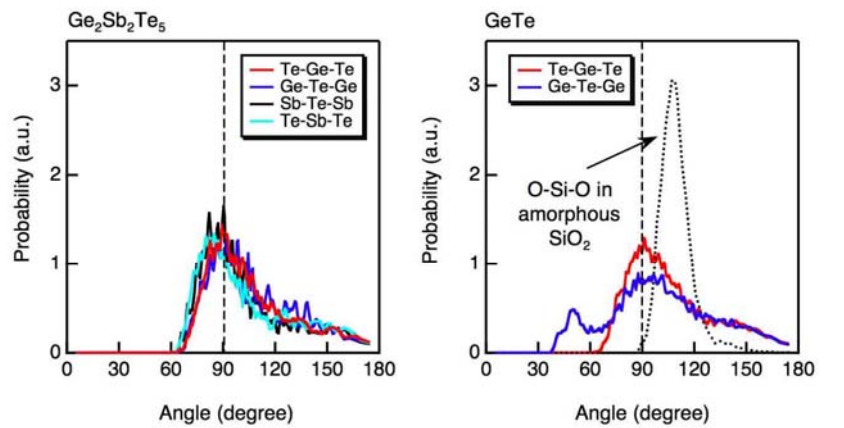 Ge₂Sb₂Te₅
Probability (a.u.)
3
2
1
0
Te-Ge-Te
Ge-Te-Ge
Sb-Te-Sb
Te-Sb-Te
0 30 60 90 120 150 180
Angle (degree)
GeTe
Probability (a.u.)
3
2
1
0
Te-Ge-Te
Ge-Te-Ge
O-Si-O in
amorphous
SiO₂
0 30 60 90 120 150 180
Angle (degree)